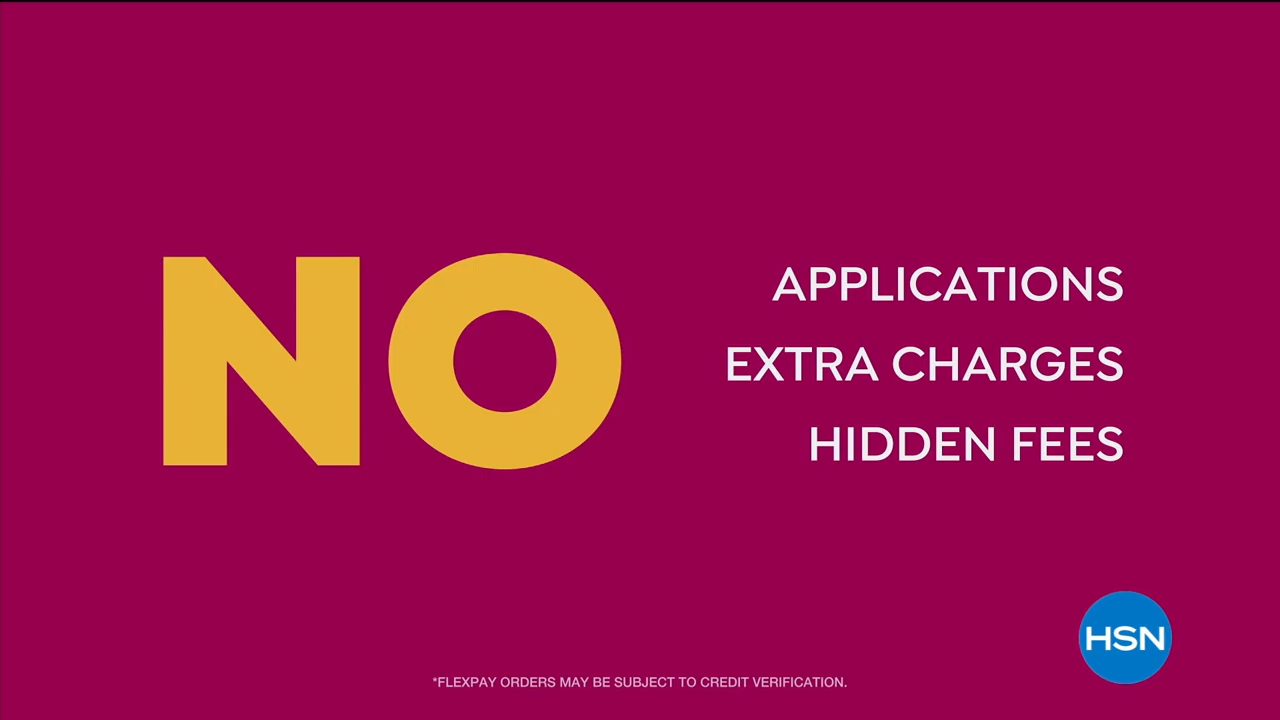 NO
APPLICATIONS
EXTRA CHARGES
HIDDEN FEES
HSN
*FLEXPAY ORDERS MAY BE SUBJECT TO CREDIT VERIFICATION.